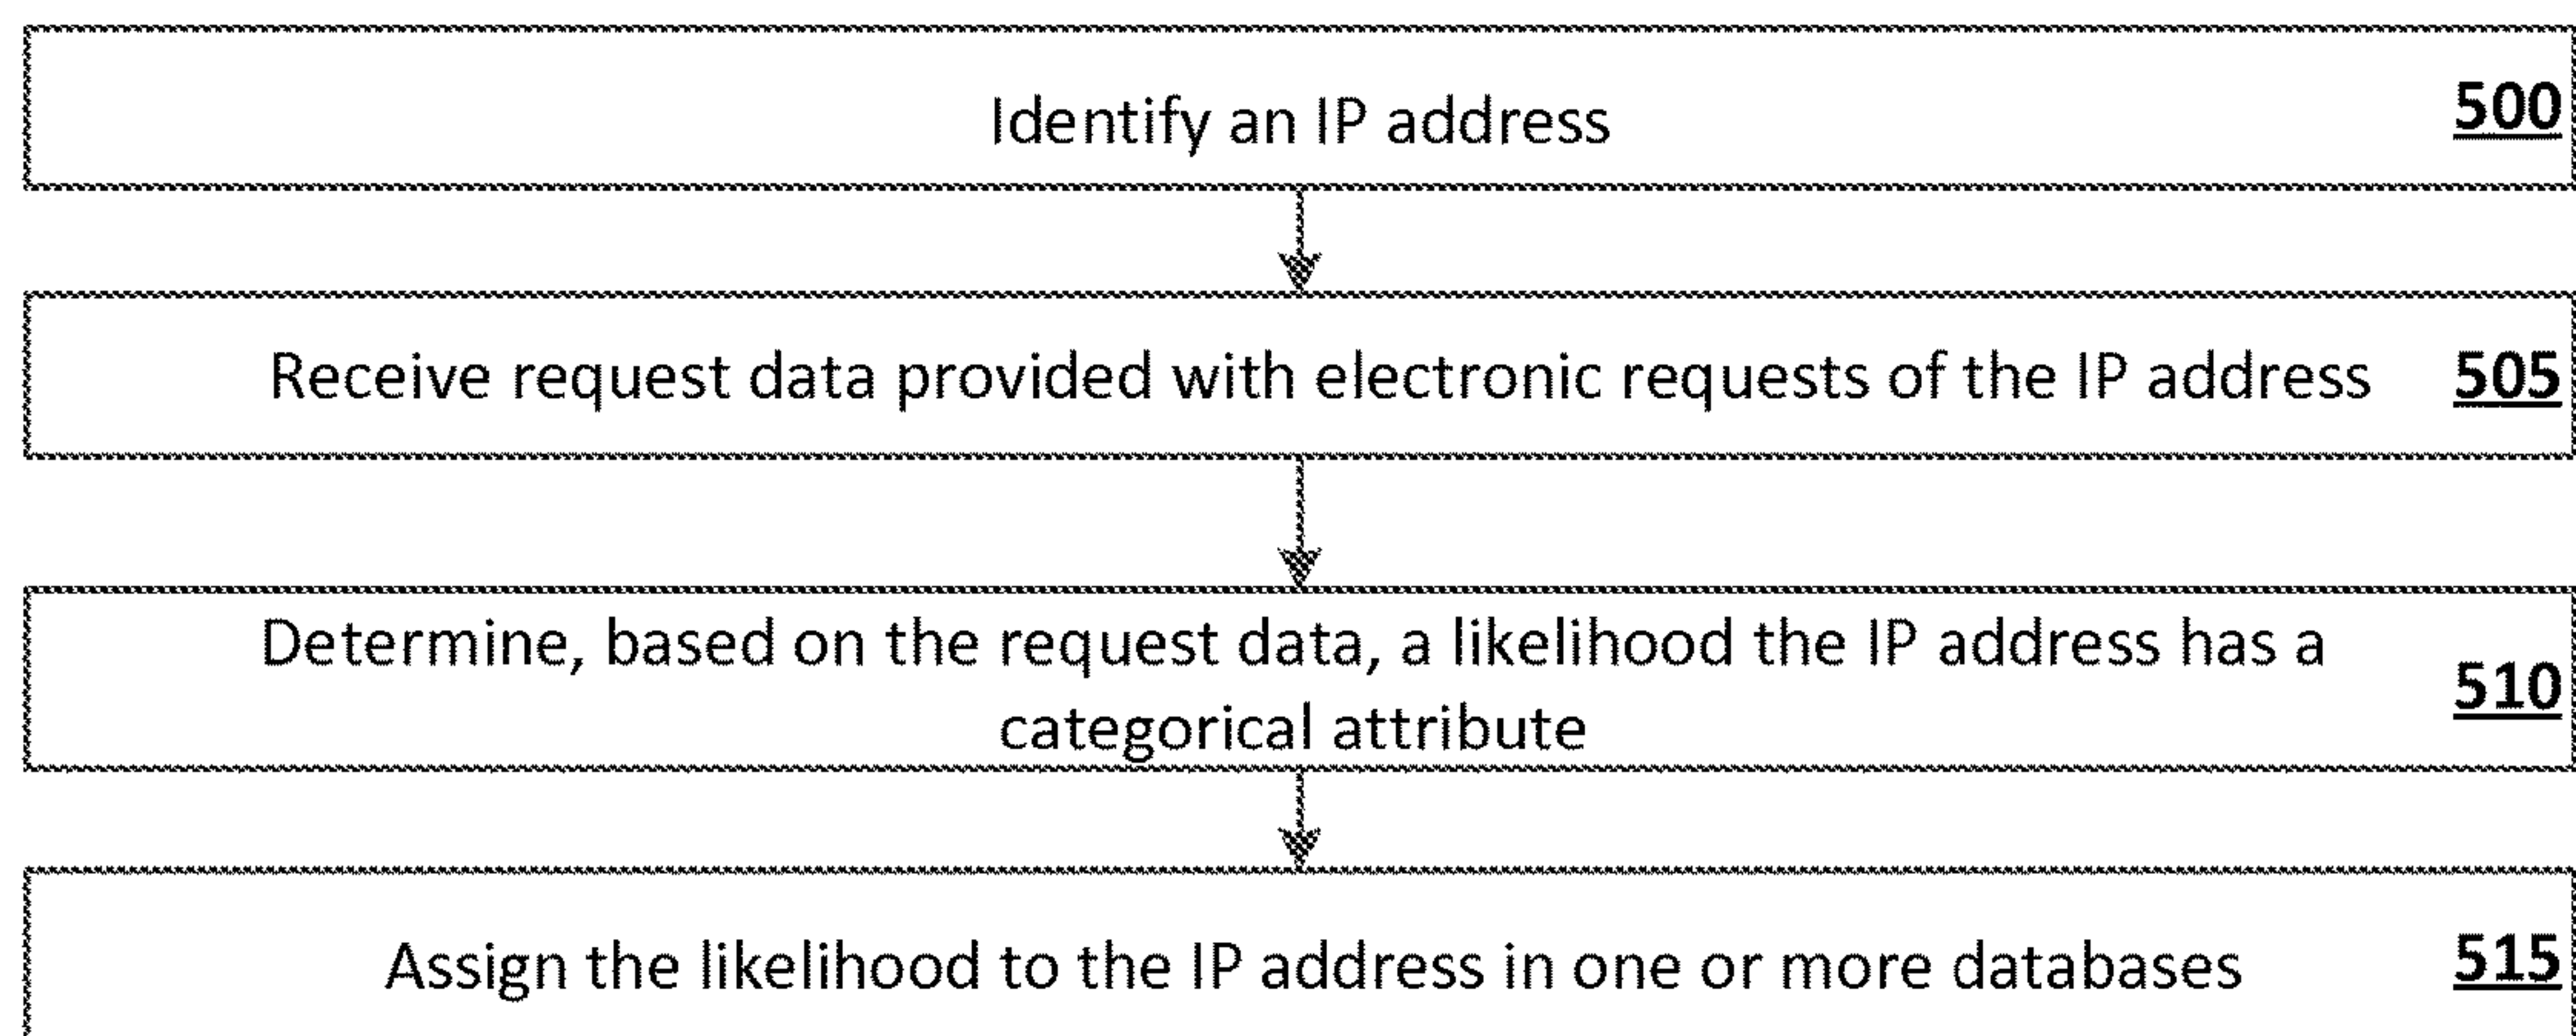 Identify an IP address 500
Receive request data provided with electronic requests of the IP address 505
Determine, based on the request data, a likelihood the IP address has a
categorical attribute
510
Assign the likelihood to the IP address in one or more databases 515